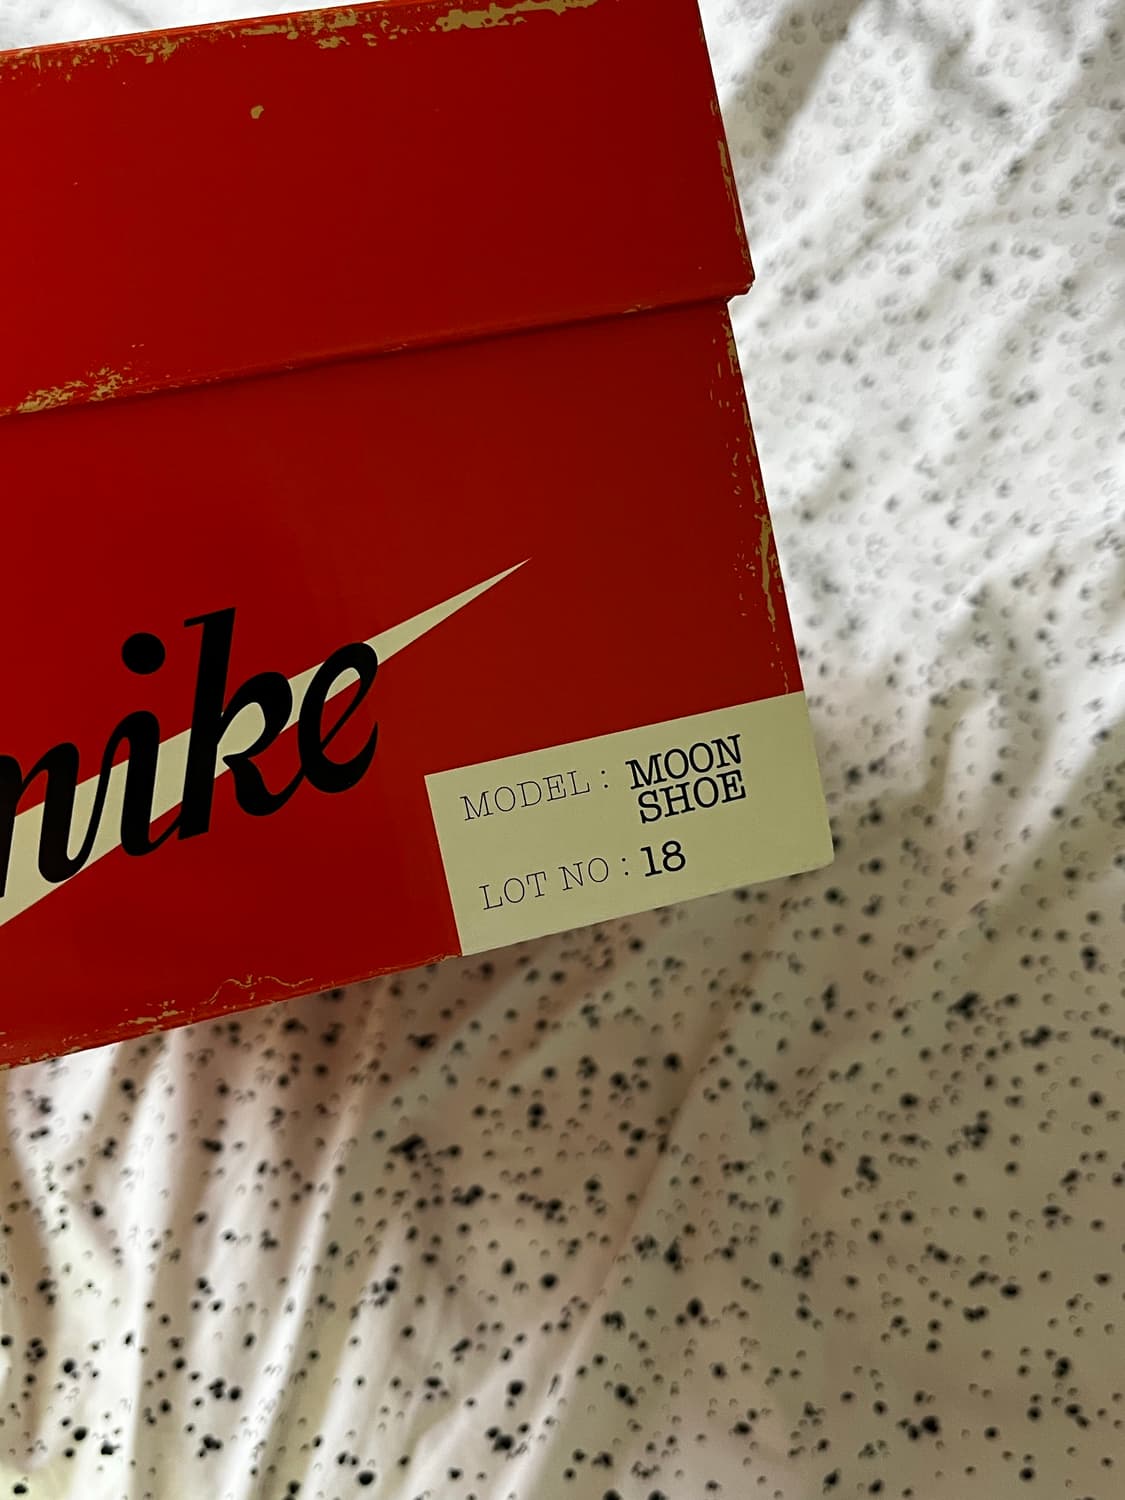 nike
MODEL : MOON
SHOE
LOT NO : 18